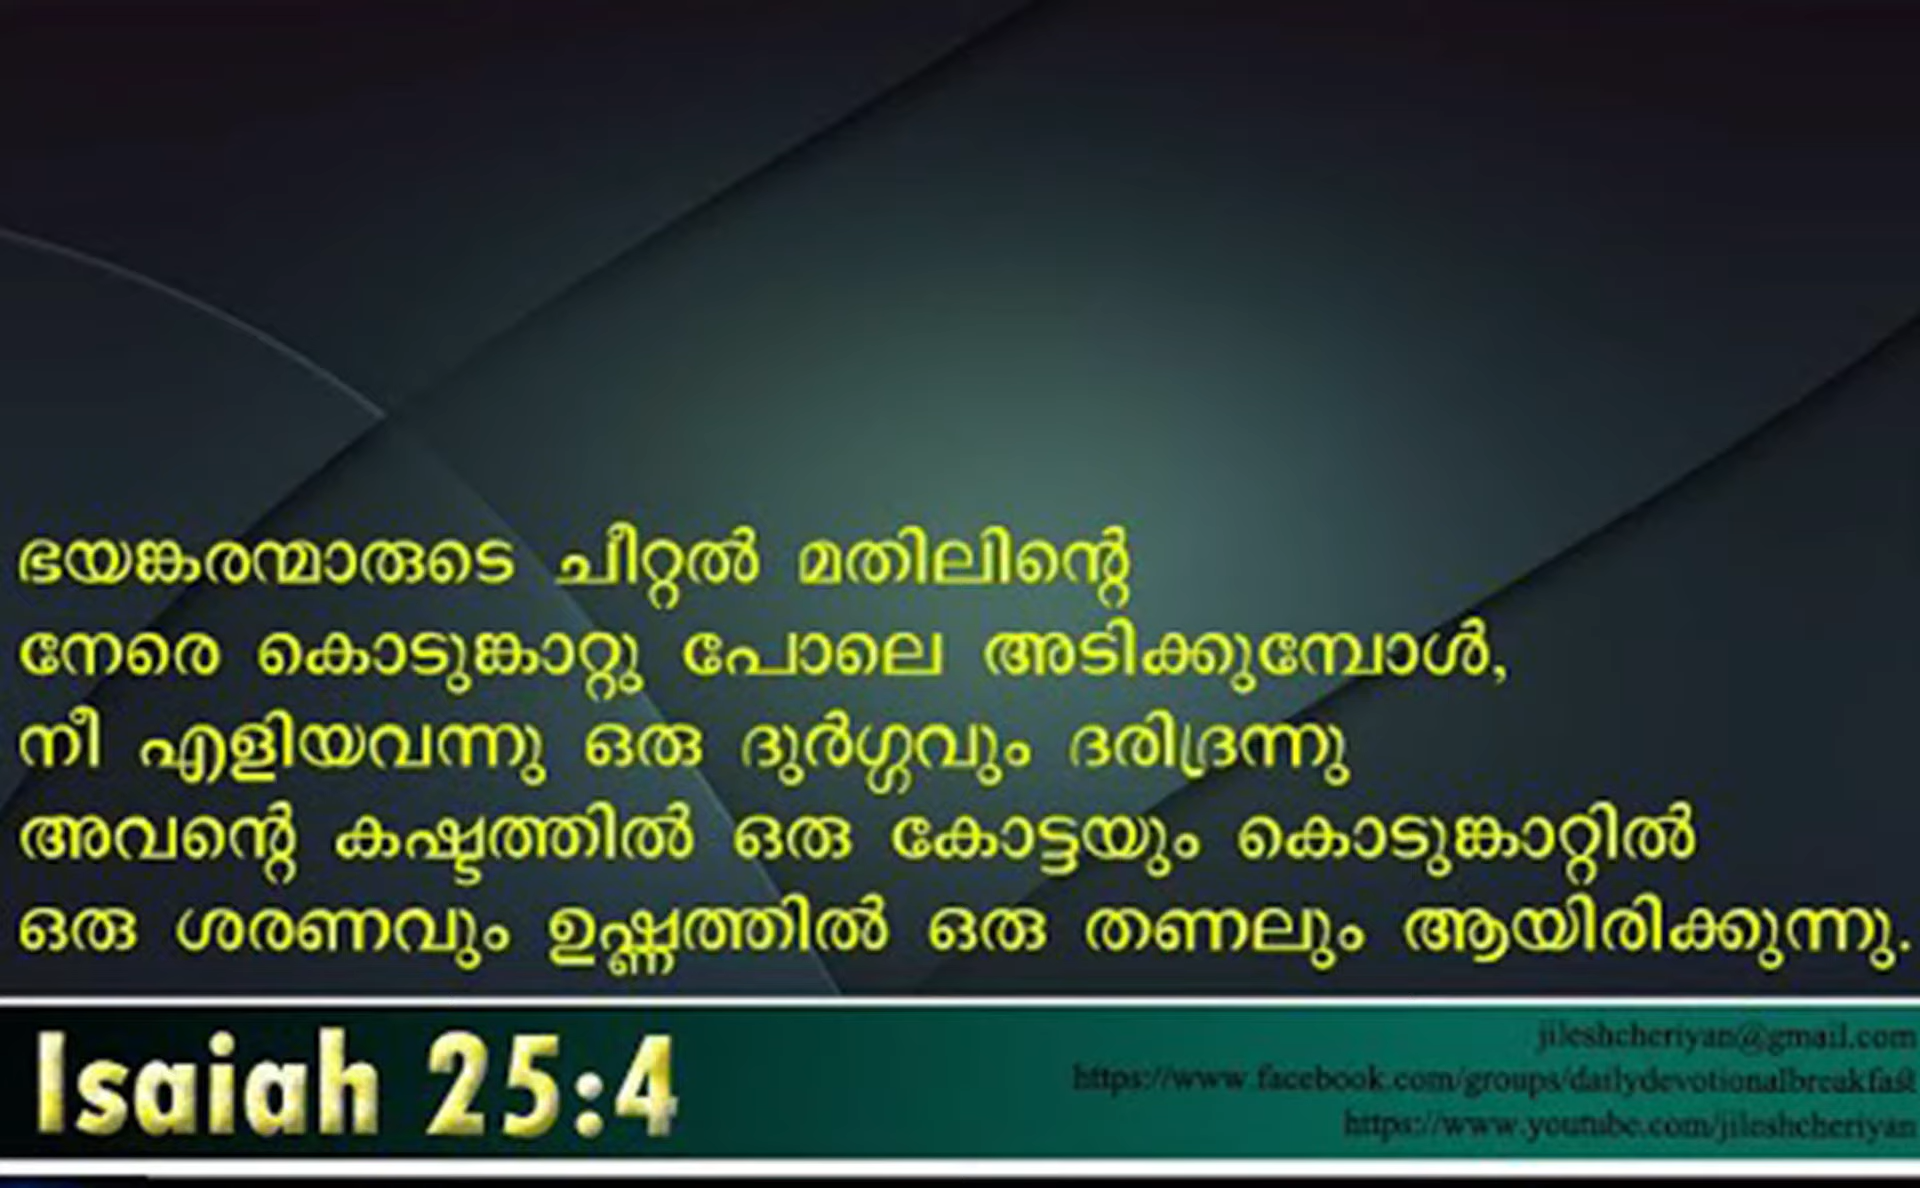 ഭയങ്കരന്മാരുടെ ചീറ്റൽ മതിലിന്റെ
നേരെ കൊടുങ്കാറ്റു പോലെ അടിക്കുമ്പോൾ,
നീ എളിയവന്നു ഒരു ദുർഗ്ഗവും ദരിദ്രന്നു
അവന്റെ കഷ്ടത്തിൽ ഒരു കോട്ടയും കൊടുങ്കാറ്റിൽ
ഒരു ശരണവും ഉഷ്ണത്തിൽ ഒരു തണലും ആയിരിക്കുന്നു.
Isaiah 25:4
jileshcheriyan@gmail.com
https://www.facebook.com/groups/dailydevotionalbreakfast
https://www.youtube.com/jileshcheriyan